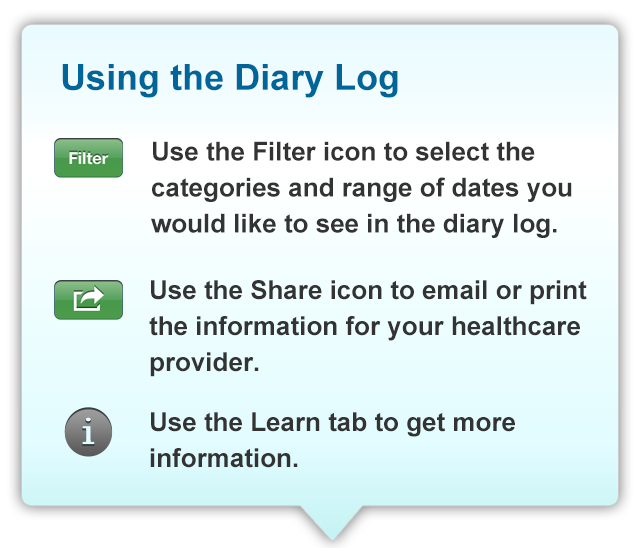 Using the Diary Log
Filter
Use the Filter icon to select the
categories and range of dates you
would like to see in the diary log.
Use the Share icon to email or print
the information for your healthcare
provider.
i
Use the Learn tab to get more
information.